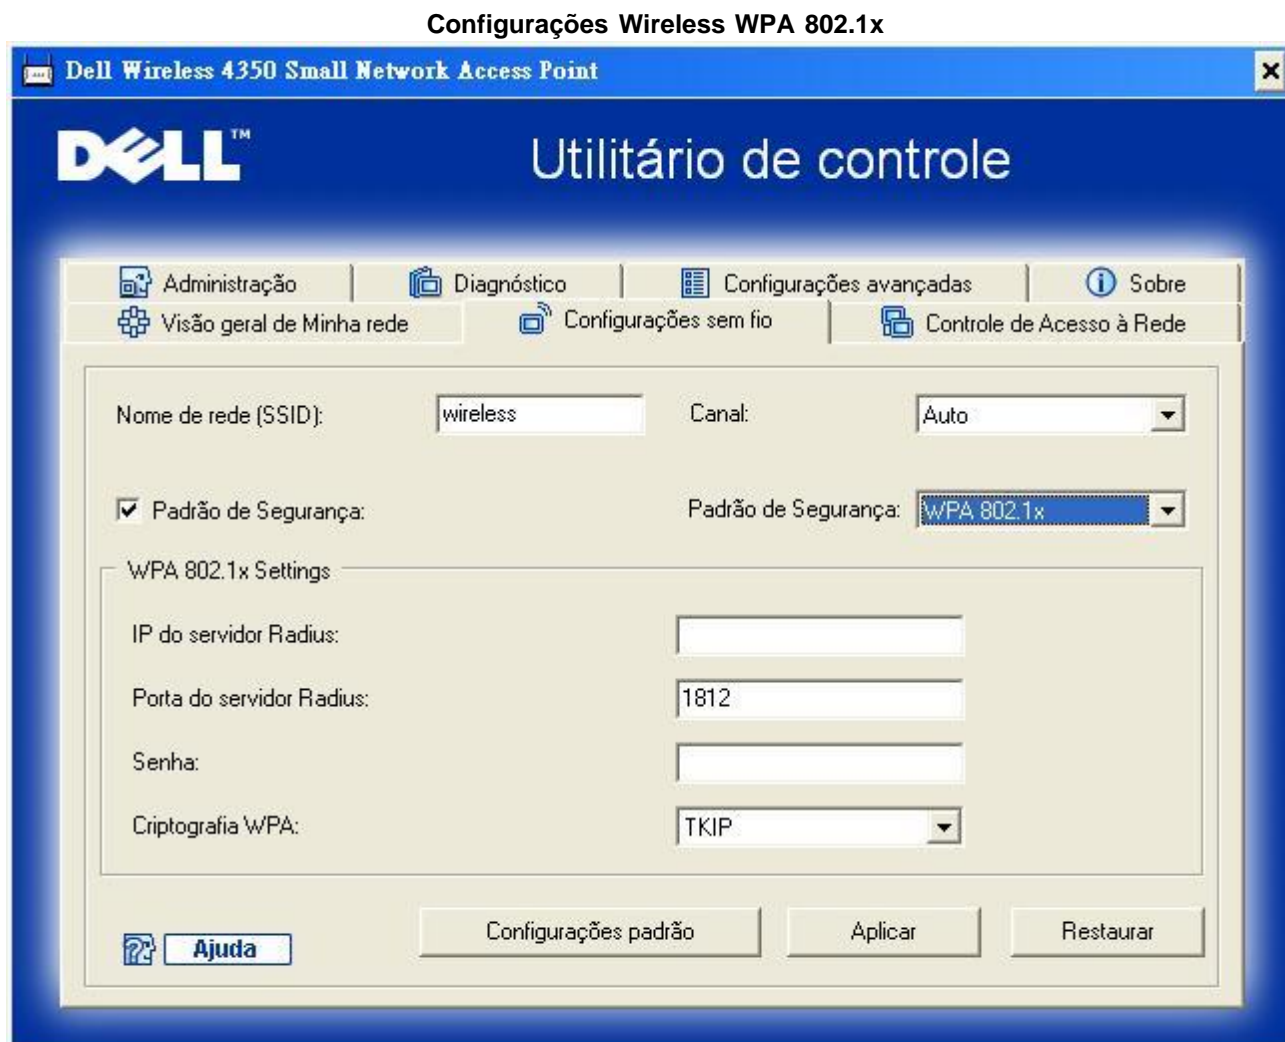 Configurações Wireless WPA 802.1x
Dell Wireless 4350 Small Network Access Point
DELL™
Utilitário de controle
Administração
Diagnóstico
Configurações avançadas
Sobre
Visão geral de Minha rede
Configurações sem fio
Controle de Acesso à Rede
Nome de rede (SSID):
wireless
Canal:
Auto
Padrão de Segurança:
Padrão de Segurança:
WPA 802.1x
WPA 802.1x Settings
IP do servidor Radius:
Porta do servidor Radius:
1812
Senha:
Criptografia WPA:
TKIP
Ajuda
Configurações padrão
Aplicar
Restaurar